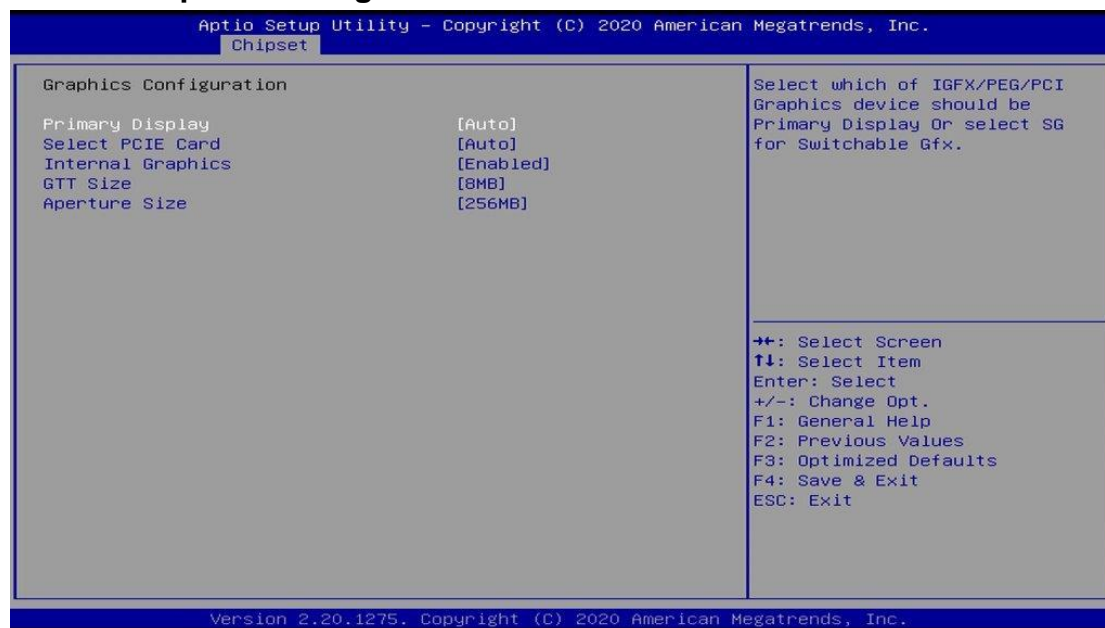 Aptio Setup Utility – Copyright (C) 2020 American Megatrends, Inc.
Chipset
Graphics Configuration
Primary Display [Auto]
Select PCIE Card [Auto]
Internal Graphics [Enabled]
GTT Size [8MB]
Aperture Size [256MB]
Select which of IGFX/PEG/PCI
Graphics device should be
Primary Display Or select SG
for Switchable Gfx.
→←: Select Screen
↑↓: Select Item
Enter: Select
+/-: Change Opt.
F1: General Help
F2: Previous Values
F3: Optimized Defaults
F4: Save & Exit
ESC: Exit
Version 2.20.1275. Copyright (C) 2020 American Megatrends, Inc.